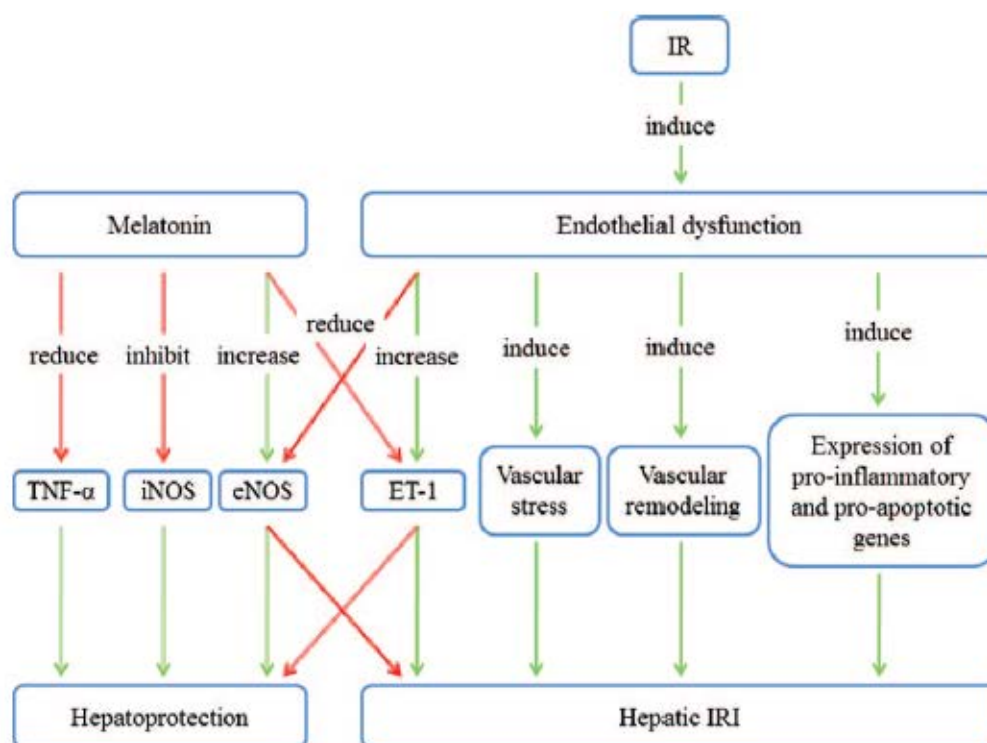 IR
induce
Melatonin
Endothelial dysfunction
reduce
reduce
inhibit
increase
increase
induce
induce
induce
TNF-α
iNOS
eNOS
ET-1
Vascular
stress
Vascular
remodeling
Expression of
pro-inflammatory
and pro-apoptotic
genes
Hepatoprotection
Hepatic IRI